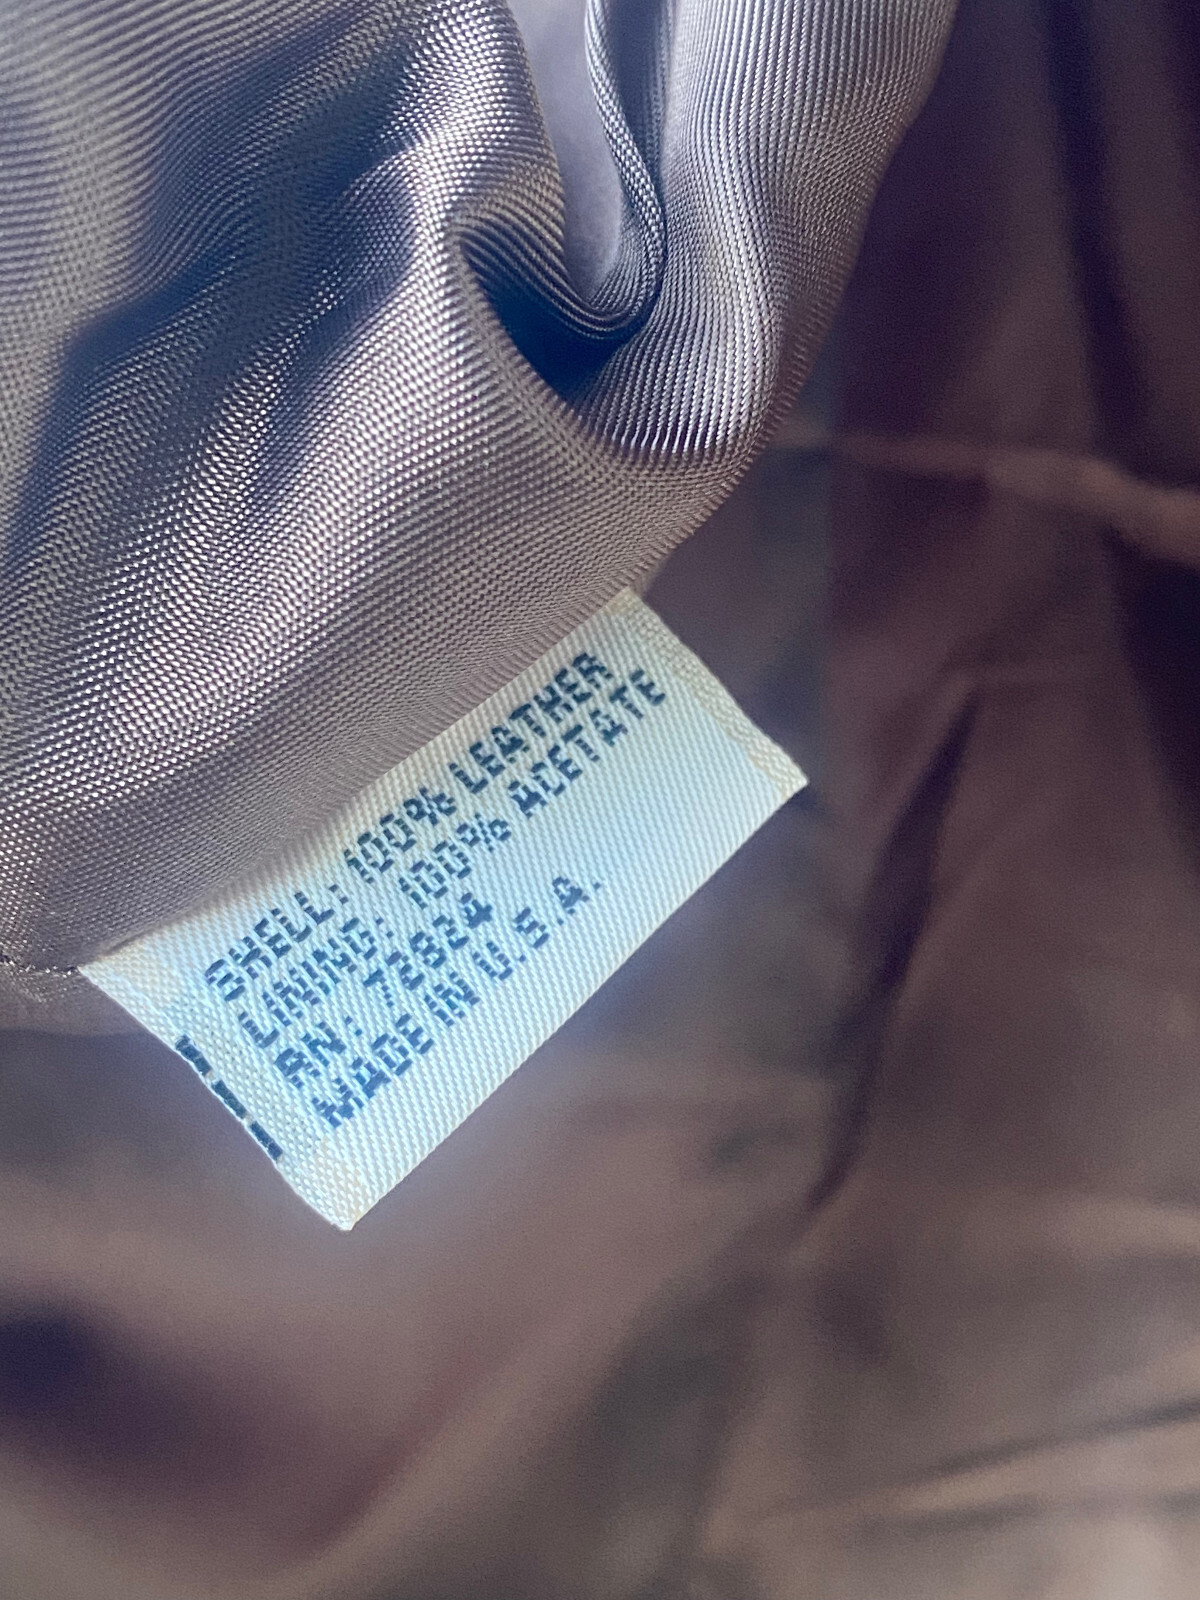 SHELL: 100% LEATHER
LINING: 100% ACETATE
RN: 72824
MADE IN U.S.A.